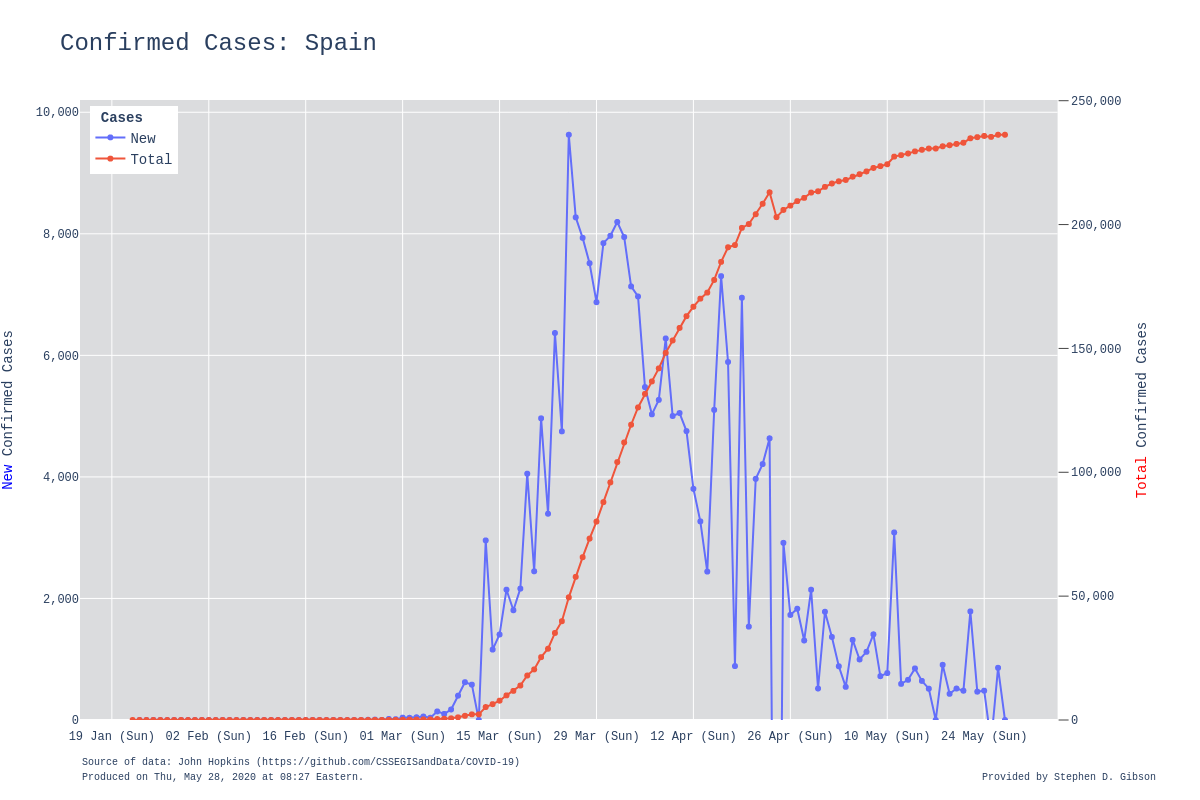 Confirmed Cases: Spain
Cases
New
Total
10,000
8,000
6,000
4,000
2,000
0
250,000
200,000
150,000
100,000
50,000
0
New Confirmed Cases
Total Confirmed Cases
19 Jan (Sun) 02 Feb (Sun) 16 Feb (Sun) 01 Mar (Sun) 15 Mar (Sun) 29 Mar (Sun) 12 Apr (Sun) 26 Apr (Sun) 10 May (Sun) 24 May (Sun)
Source of data: John Hopkins (https://github.com/CSSEGISandData/COVID-19)
Produced on Thu, May 28, 2020 at 08:27 Eastern.
Provided by Stephen D. Gibson